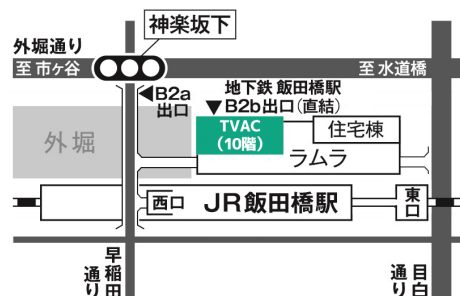 神楽坂下
外堀通り
至 市ヶ谷
至 水道橋
B2a
出口
地下鉄 飯田橋駅
B2b出口(直結)
TVAC
(10階)
住宅棟
ラムラ
外堀
西口
JR飯田橋駅
東口
早稲田
通り
目白
通り